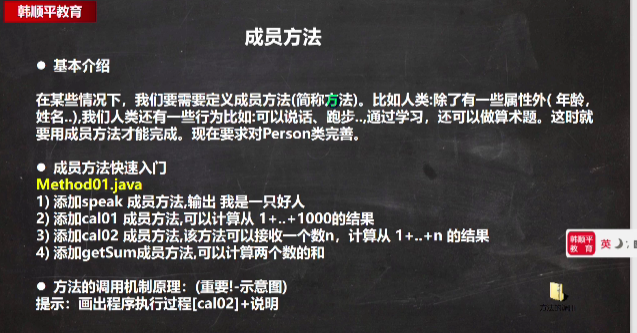 韩顺平教育
成员方法
● 基本介绍
在某些情况下，我们要需要定义成员方法(简称方法)。比如人类:除了有一些属性外( 年龄，
姓名..),我们人类还有一些行为比如:可以说话、跑步..,通过学习，还可以做算术题。这时就
要用成员方法才能完成。现在要求对Person类完善。
● 成员方法快速入门
Method01.java
1) 添加speak 成员方法,输出 我是一只好人
2) 添加cal01 成员方法,可以计算从 1+..+1000的结果
3) 添加cal02 成员方法,该方法可以接收一个数n，计算从 1+..+n 的结果
4) 添加getSum成员方法,可以计算两个数的和
韩顺平
教育
英
● 方法的调用机制原理：(重要!-示意图)
提示：画出程序执行过程[cal02]+说明